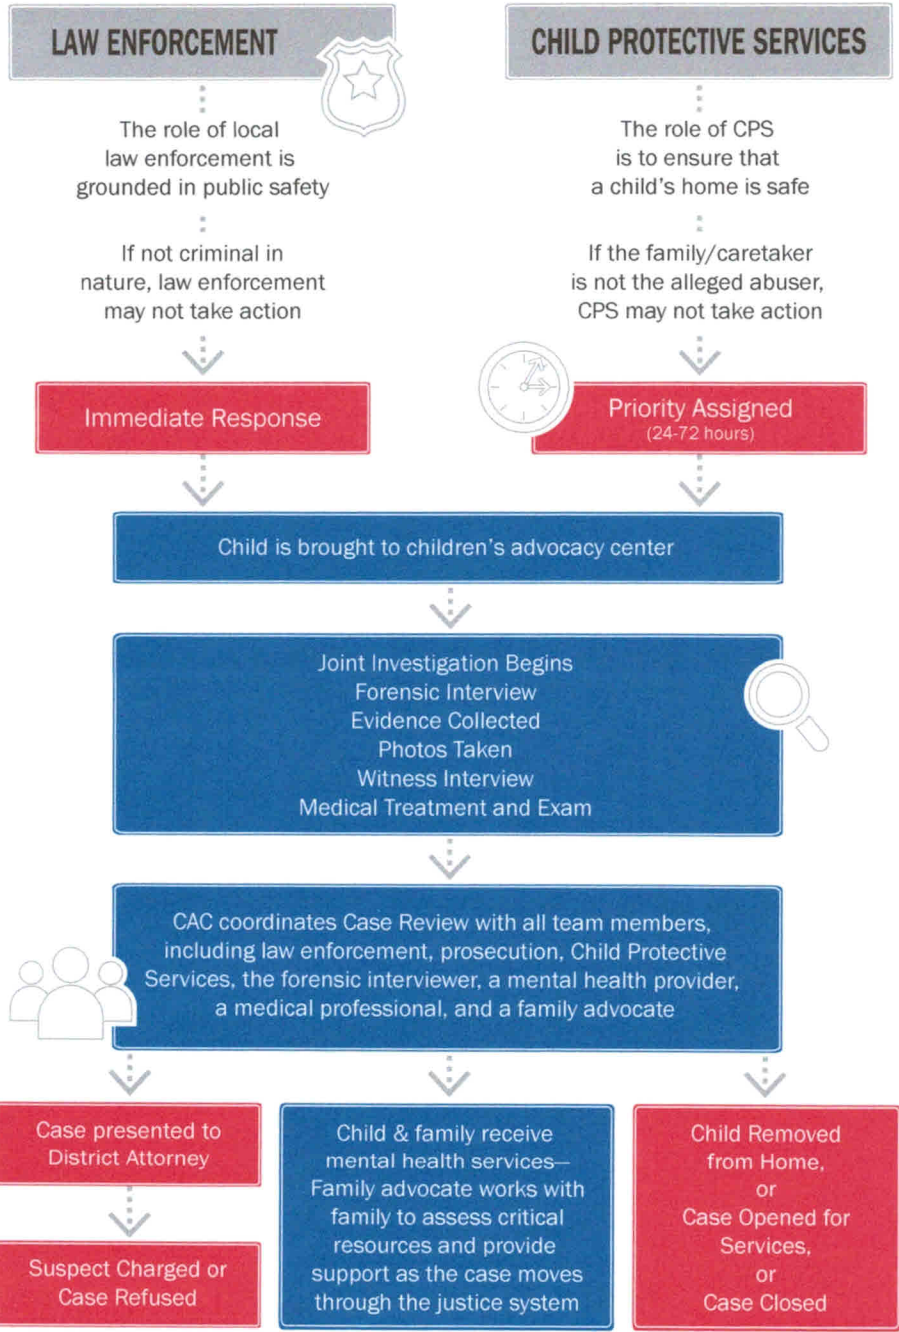 LAW ENFORCEMENT
The role of local
law enforcement is
grounded in public safety
If not criminal in
nature, law enforcement
may not take action
Immediate Response
CHILD PROTECTIVE SERVICES
The role of CPS
is to ensure that
a child's home is safe
If the family/caretaker
is not the alleged abuser,
CPS may not take action
Priority Assigned
(24-72 hours)
Child is brought to children's advocacy center
Joint Investigation Begins
Forensic Interview
Evidence Collected
Photos Taken
Witness Interview
Medical Treatment and Exam
CAC coordinates Case Review with all team members,
including law enforcement, prosecution, Child Protective
Services, the forensic interviewer, a mental health provider,
a medical professional, and a family advocate
Case presented to
District Attorney
Suspect Charged or
Case Refused
Child & family receive
mental health services—
Family advocate works with
family to assess critical
resources and provide
support as the case moves
through the justice system
Child Removed
from Home,
or
Case Opened for
Services,
or
Case Closed